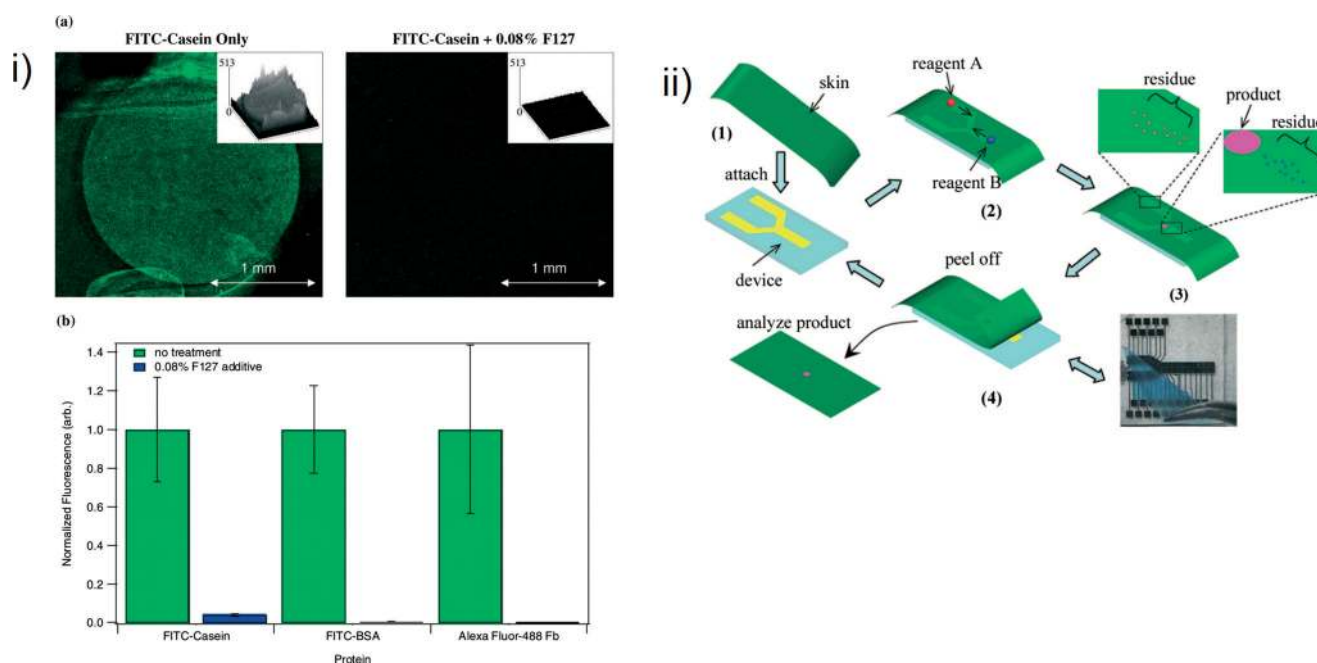 i)
(a)
FITC-Casein Only
513
0
1 mm
FITC-Casein + 0.08% F127
513
0
1 mm
(b)
Normalized Fluorescence (arb.)
1.4
1.2
1.0
0.8
0.6
0.4
0.2
0.0
no treatment
0.08% F127 additive
FITC-Casein
FITC-BSA
Alexa Fluor-488 Fb
Protein
ii)
skin
(1)
attach
device
reagent A
reagent B
(2)
residue
product
residue
(3)
peel off
(4)
analyze product